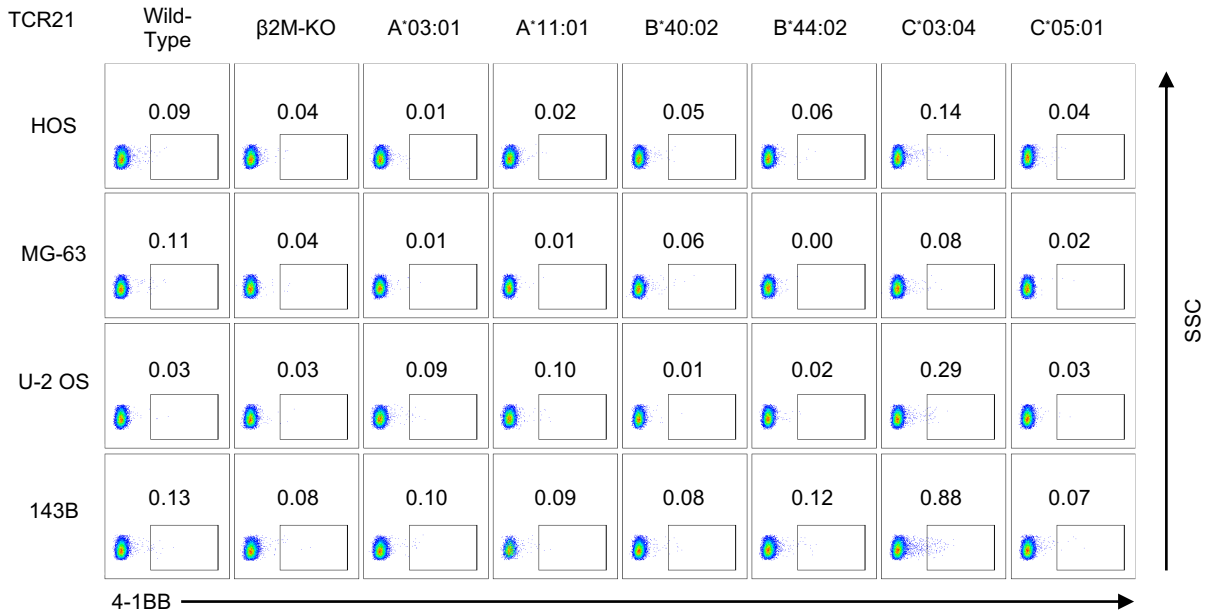 TCR21 Wild-Type β2M-KO A*03:01 A*11:01 B*40:02 B*44:02 C*03:04 C*05:01
HOS 0.09 0.04 0.01 0.02 0.05 0.06 0.14 0.04
MG-63 0.11 0.04 0.01 0.01 0.06 0.00 0.08 0.02
U-2 OS 0.03 0.03 0.09 0.10 0.01 0.02 0.29 0.03
143B 0.13 0.08 0.10 0.09 0.08 0.12 0.88 0.07
SSC
4-1BB